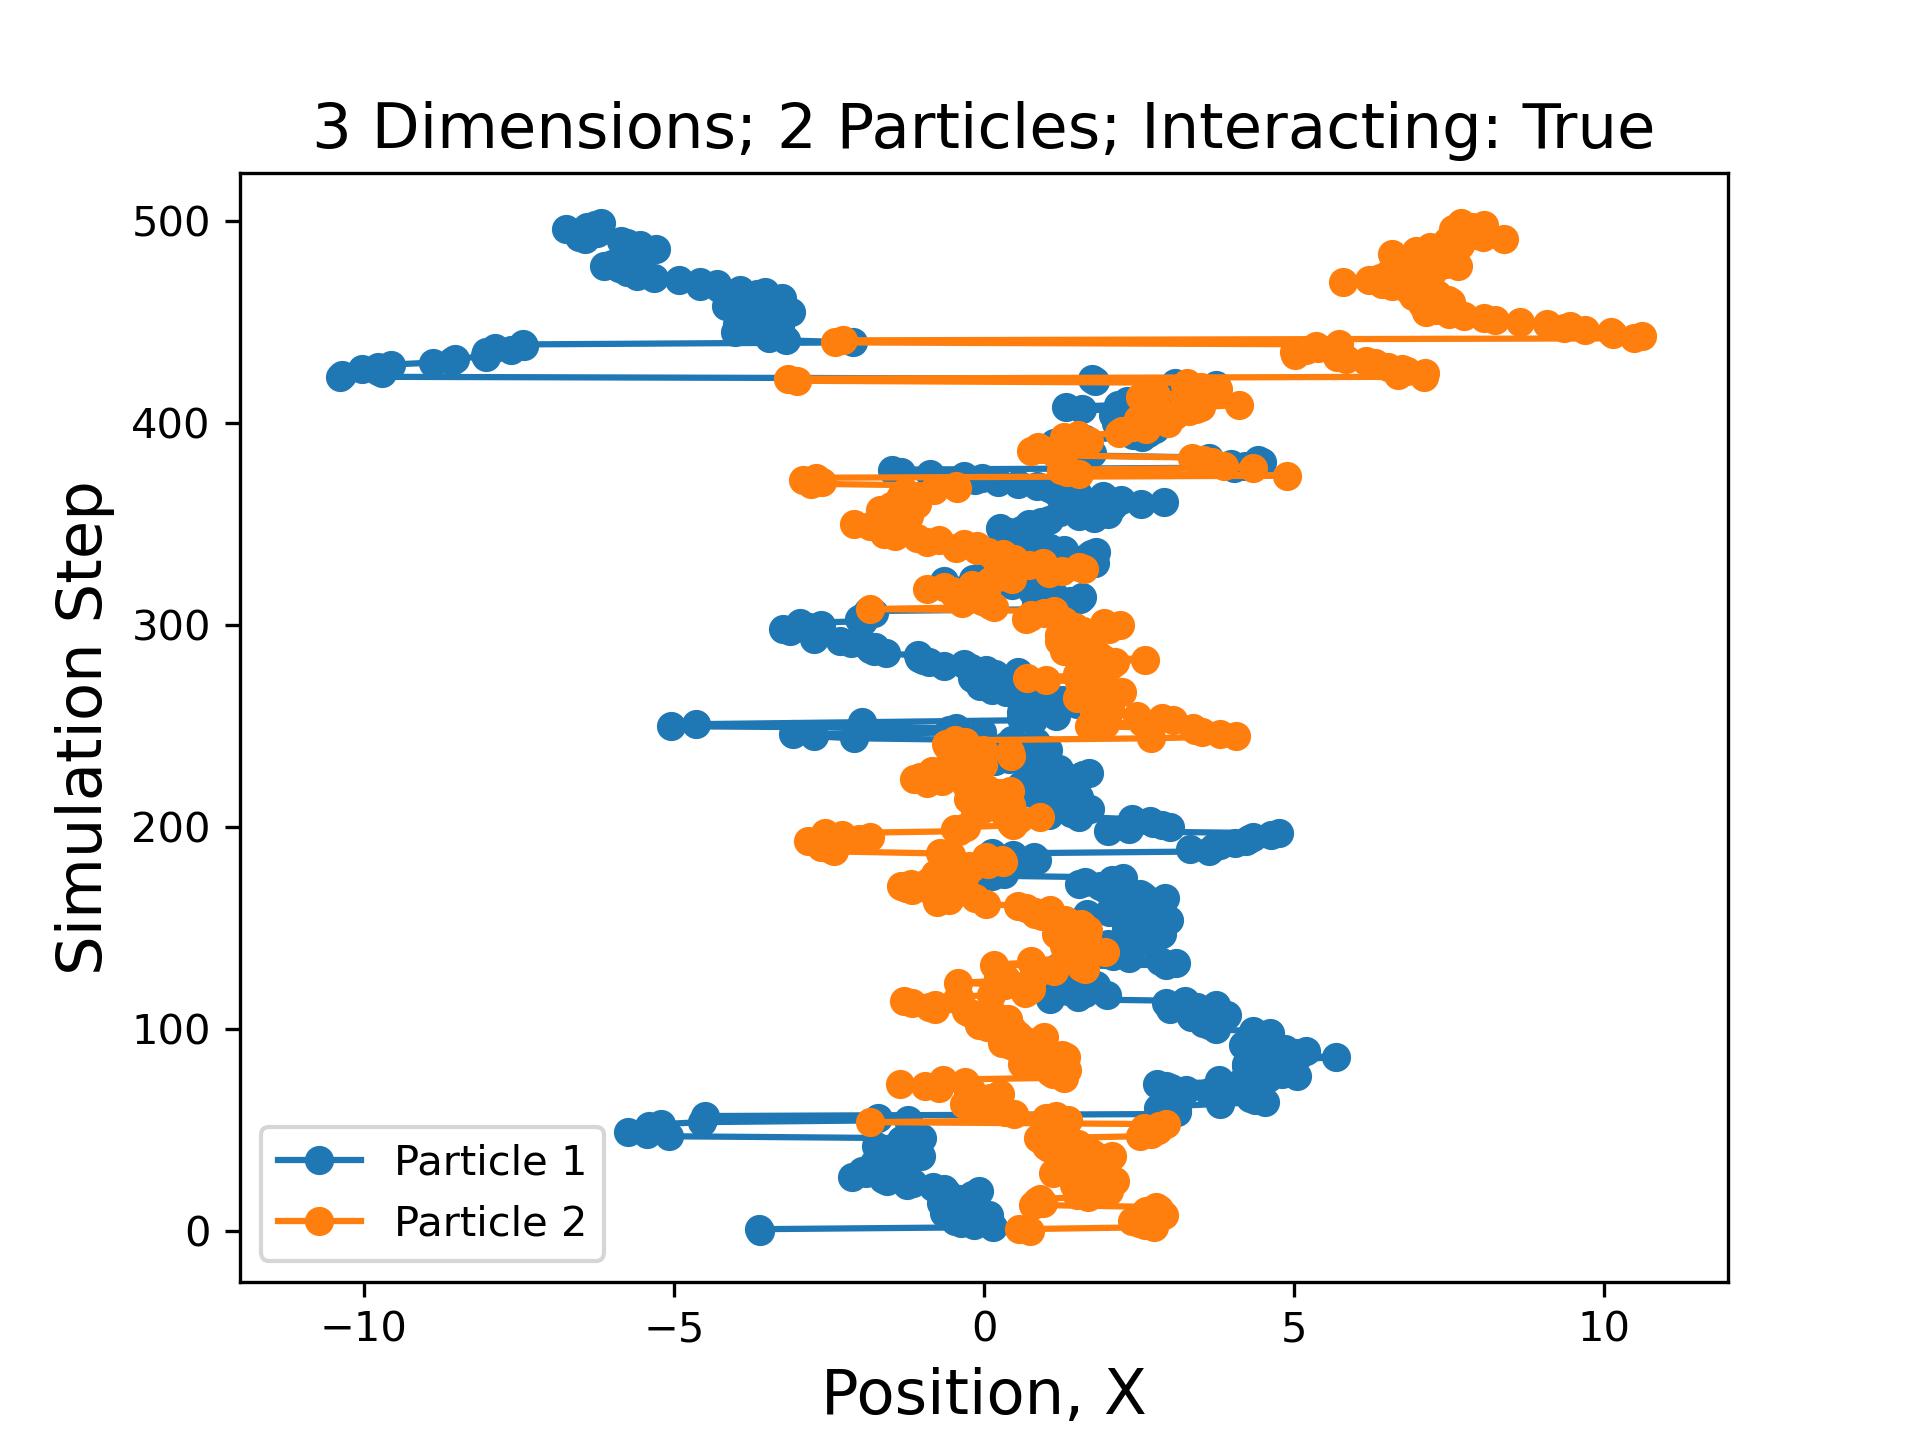 3 Dimensions; 2 Particles; Interacting: True
Simulation Step
500
400
300
200
100
0
Particle 1
Particle 2
−10
−5
0
5
10
Position, X